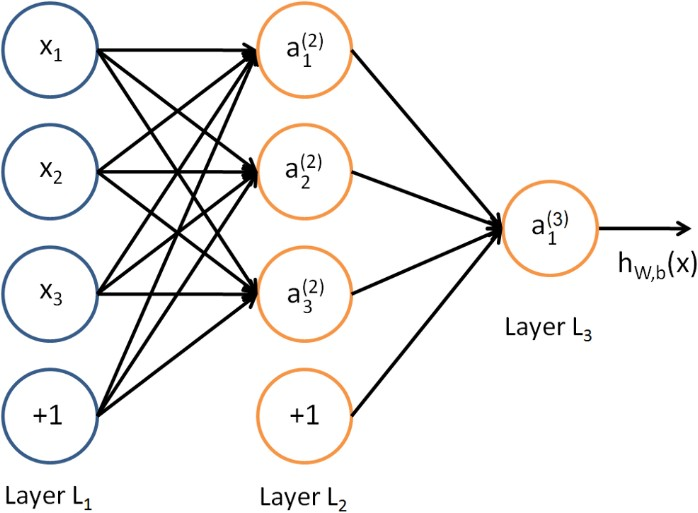 x₁
a₁⁽²⁾
x₂
a₂⁽²⁾
a₁⁽³⁾
h_W,b(x)
x₃
a₃⁽²⁾
Layer L₃
+1
+1
Layer L₁
Layer L₂